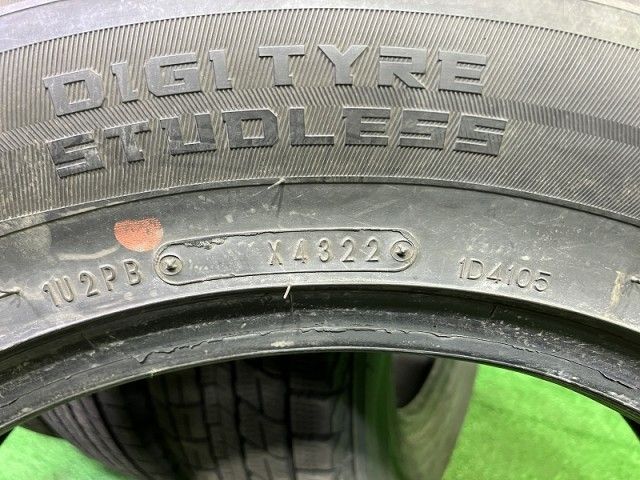 DIGI TYRE
STUDLESS
1U2PB X4322 1D4105